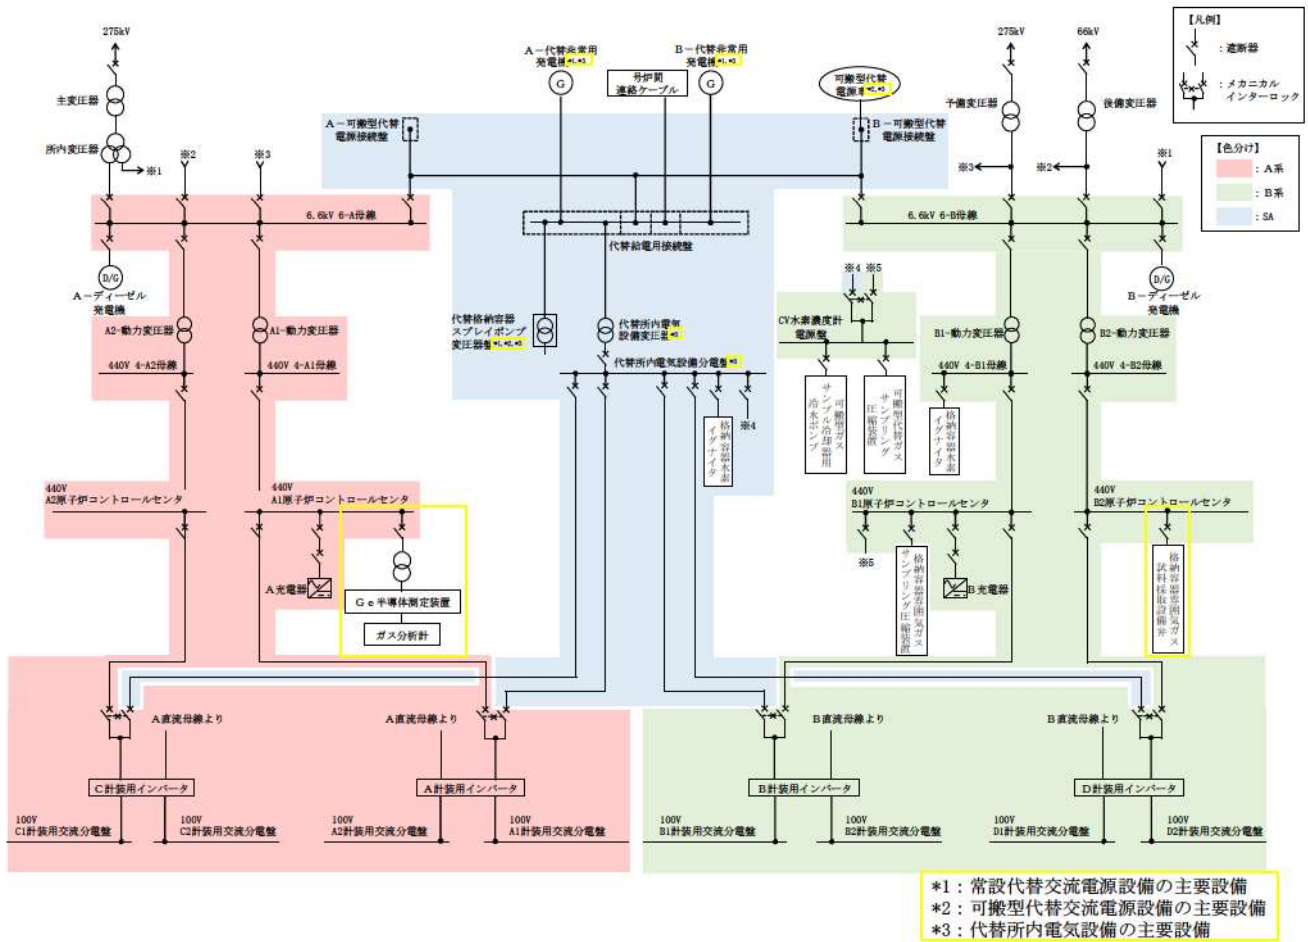 275kV
主変圧器
所内変圧器
※1
※2
※3
A－代替非常用
発電機*1,*3
号炉間
連絡ケーブル
B－代替非常用
発電機*1,*3
可搬型代替
電源車*2,*3
A－可搬型代替
電源接続盤
B－可搬型代替
電源接続盤
275kV
66kV
予備変圧器
後備変圧器
※3
※2
※1
【凡例】
：遮断器
：メカニカル
インターロック
【色分け】
：A系
：B系
：SA
6.6kV 6-A母線
代替給電用接続盤
6.6kV 6-B母線
D/G
A－ディーゼル
発電機
D/G
B－ディーゼル
発電機
G
G
A2-動力変圧器
A1-動力変圧器
440V 4-A2母線
440V 4-A1母線
代替格納容器
スプレイポンプ
変圧器盤*1,*2,*3
代替所内電気
設備変圧器*3
代替所内電気設備分電盤*3
格納容器水素
イグナイタ
※4
※4
※5
CV水素濃度計
電源盤
可搬型ガス
サンプル冷却器用
冷却ポンプ
可搬型代替ガス
サンプリング
圧縮装置
B1-動力変圧器
B2-動力変圧器
440V 4-B1母線
440V 4-B2母線
格納容器水素
イグナイタ
440V
A2原子炉コントロールセンタ
440V
A1原子炉コントロールセンタ
A充電器
Ge半導体測定装置
ガス分析計
440V
B1原子炉コントロールセンタ
440V
B2原子炉コントロールセンタ
※5
格納容器雰囲気ガス
サンプリング圧縮装置
B充電器
格納容器雰囲気ガス
試料採取設備弁
A直流母線より
A直流母線より
B直流母線より
B直流母線より
C計装用インバータ
A計装用インバータ
B計装用インバータ
D計装用インバータ
100V
C1計装用交流分電盤
100V
C2計装用交流分電盤
100V
A2計装用交流分電盤
100V
A1計装用交流分電盤
100V
B1計装用交流分電盤
100V
B2計装用交流分電盤
100V
D1計装用交流分電盤
100V
D2計装用交流分電盤
*1：常設代替交流電源設備の主要設備
*2：可搬型代替交流電源設備の主要設備
*3：代替所内電気設備の主要設備